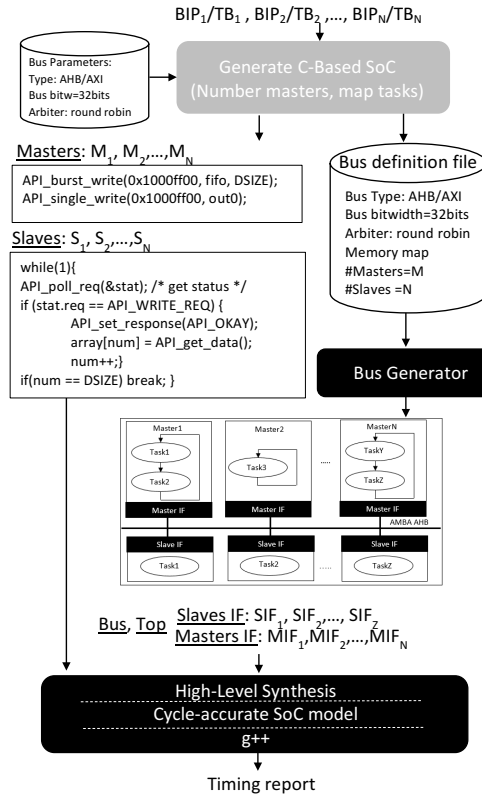 BIP1/TB1 , BIP2/TB2 ,…, BIPN/TBN
Bus Parameters:
Type: AHB/AXI
Bus bitw=32bits
Arbiter: round robin
Generate C-Based SoC
(Number masters, map tasks)
Masters: M1, M2,…,MN
API_burst_write(0x1000ff00, fifo, DSIZE);
API_single_write(0x1000ff00, out0);
Slaves: S1, S2,…,SN
while(1){
API_poll_req(&stat); /* get status */
if (stat.req == API_WRITE_REQ) {
API_set_response(API_OKAY);
array[num] = API_get_data();
num++;}
if(num == DSIZE) break; }
Bus definition file
Bus Type: AHB/AXI
Bus bitwidth=32bits
Arbiter: round robin
Memory map
#Masters=M
#Slaves =N
Bus Generator
Master1
Task1
Task2
Master IF
Master2
Task3
Master IF
.....
MasterN
TaskY
TaskZ
Master IF
AMBA AHB
Slave IF
Task1
Slave IF
Task2
.....
Slave IF
TaskZ
Bus, Top
Slaves IF: SIF1, SIF2,…, SIFZ
Masters IF: MIF1,MIF2,…,MIFN
High-Level Synthesis
Cycle-accurate SoC model
g++
Timing report